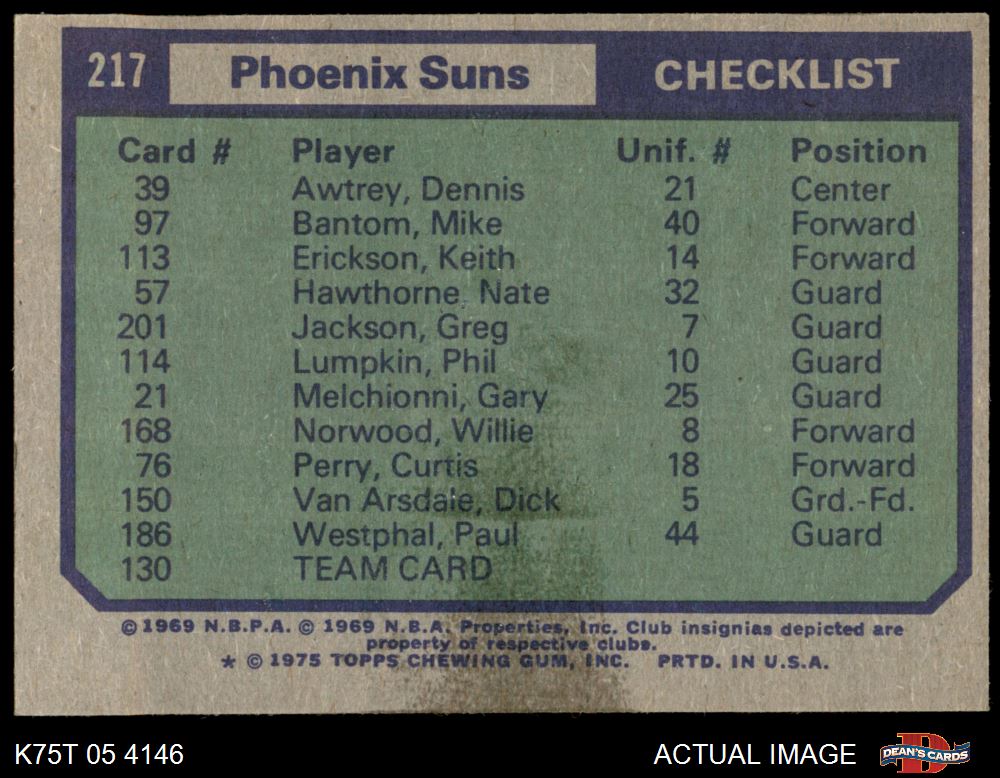 217 Phoenix Suns CHECKLIST
Card # Player Unif. # Position
39 Awtrey, Dennis 21 Center
97 Bantom, Mike 40 Forward
113 Erickson, Keith 14 Forward
57 Hawthorne, Nate 32 Guard
201 Jackson, Greg 7 Guard
114 Lumpkin, Phil 10 Guard
21 Melchionni, Gary 25 Guard
168 Norwood, Willie 8 Forward
76 Perry, Curtis 18 Forward
150 Van Arsdale, Dick 5 Grd.-Fd.
186 Westphal, Paul 44 Guard
130 TEAM CARD
© 1969 N.B.P.A. © 1969 N.B.A. Properties, Inc. Club insignias depicted are
property of respective clubs.
* © 1975 TOPPS CHEWING GUM, INC. PRTD. IN U.S.A.
K75T 05 4146 ACTUAL IMAGE DEAN'S CARDS